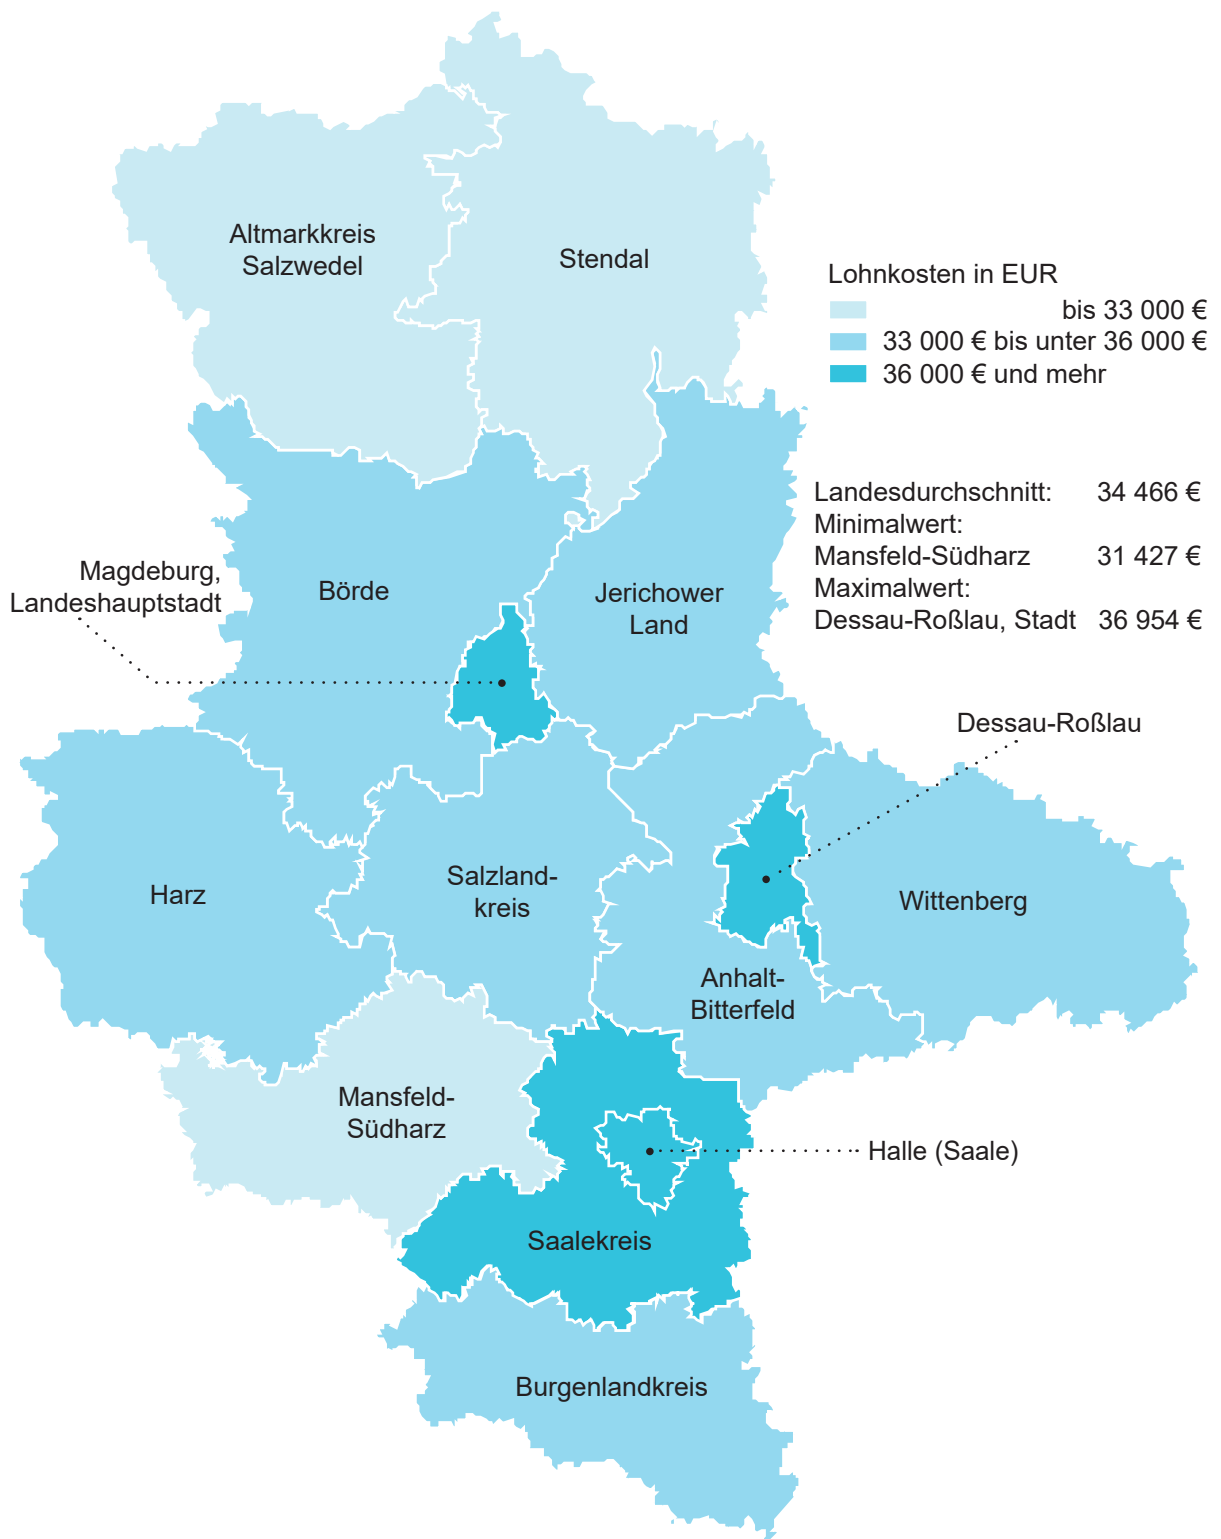 Altmarkkreis
Salzwedel
Stendal
Lohnkosten in EUR
bis 33 000 €
33 000 € bis unter 36 000 €
36 000 € und mehr
Landesdurchschnitt: 34 466 €
Minimalwert:
Mansfeld-Südharz 31 427 €
Maximalwert:
Dessau-Roßlau, Stadt 36 954 €
Magdeburg,
Landeshauptstadt
Börde
Jerichower
Land
Dessau-Roßlau
Harz
Salzland-
kreis
Wittenberg
Anhalt-
Bitterfeld
Mansfeld-
Südharz
Halle (Saale)
Saalekreis
Burgenlandkreis